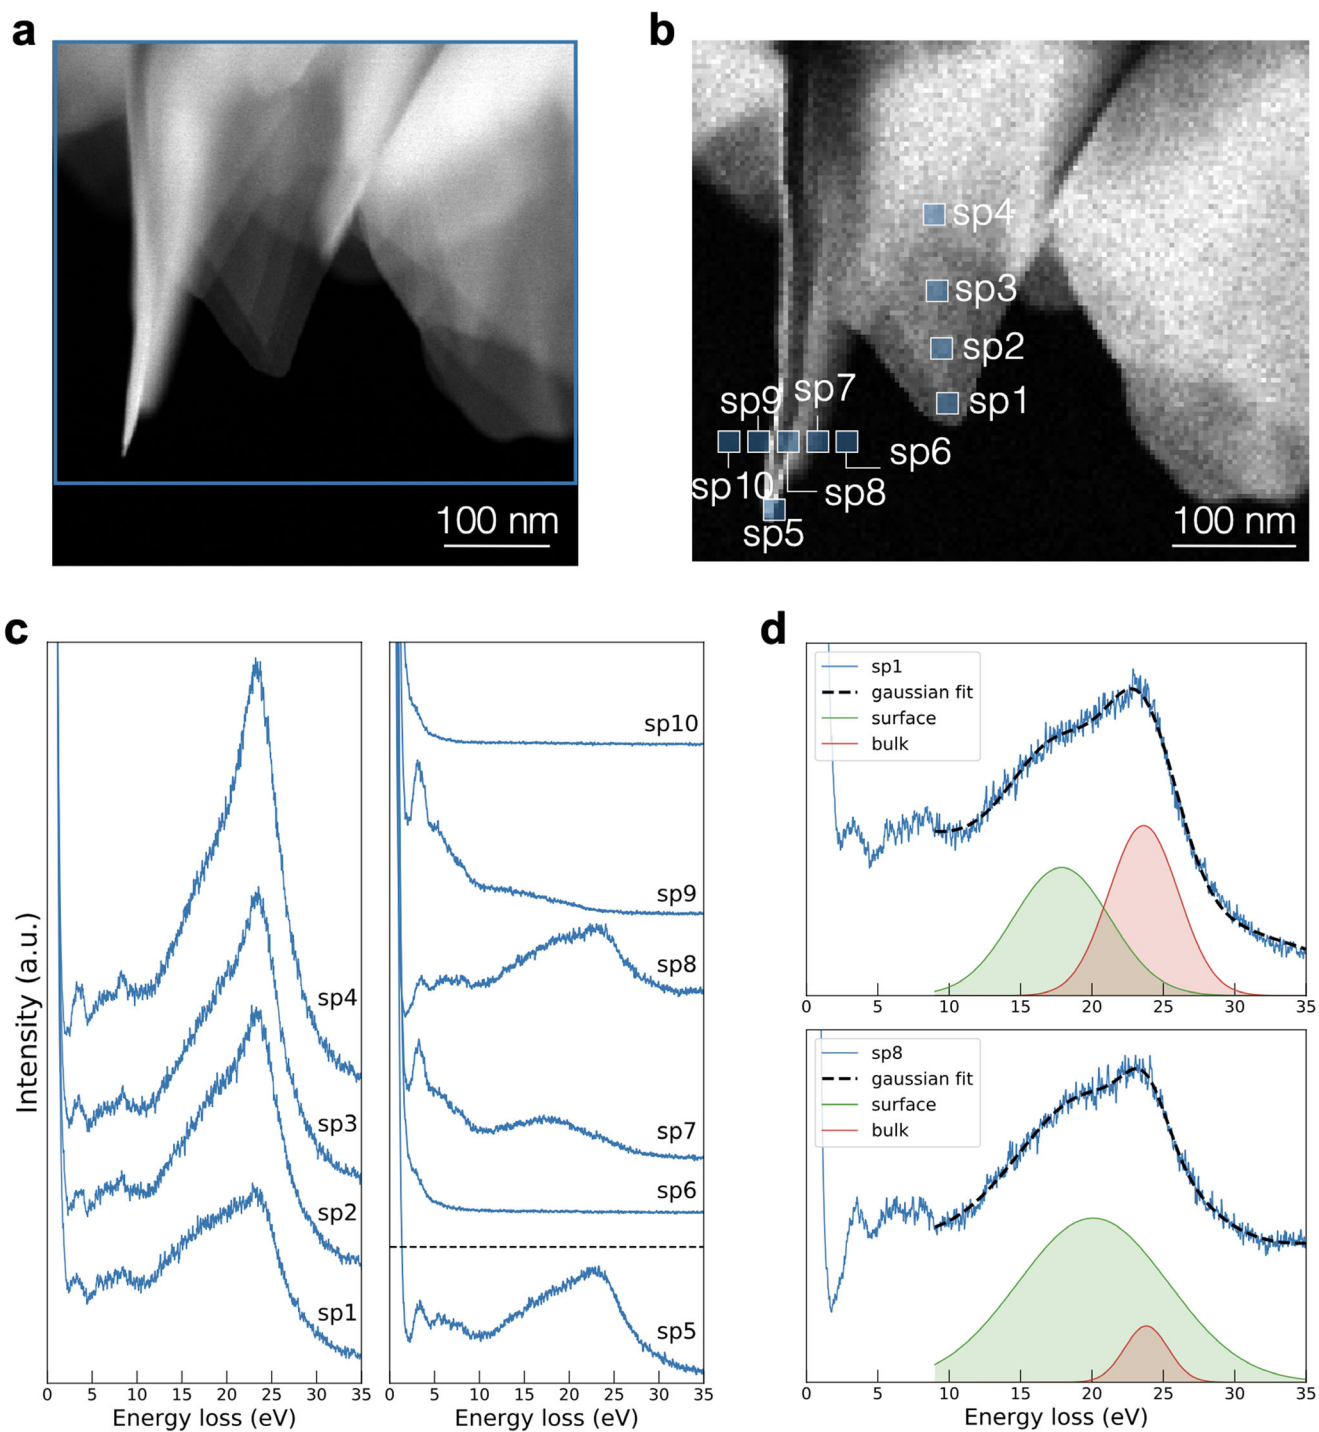 a
100 nm
b
sp4
sp3
sp2
sp1
sp9
sp7
sp6
sp10
sp8
sp5
100 nm
c
Intensity (a.u.)
sp4
sp3
sp2
sp1
0 5 10 15 20 25 30 35
Energy loss (eV)
sp10
sp9
sp8
sp7
sp6
sp5
0 5 10 15 20 25 30 35
Energy loss (eV)
d
sp1
gaussian fit
surface
bulk
0 5 10 15 20 25 30 35
sp8
gaussian fit
surface
bulk
0 5 10 15 20 25 30 35
Energy loss (eV)